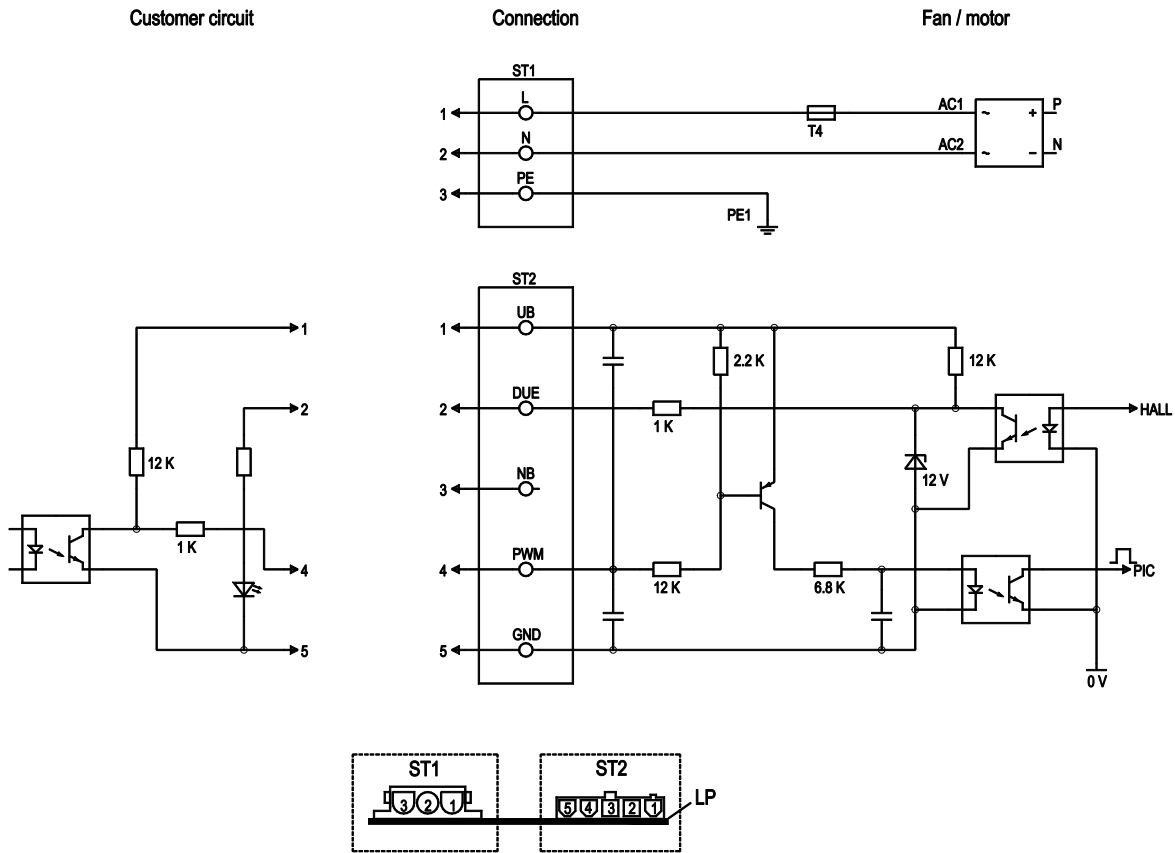 Customer circuit Connection Fan / motor
ST1
1 L AC1 ~ + P
T4
2 N AC2 ~ − N
3 PE
PE1
ST2
1 1 UB
2.2 K 12 K
2 2 DUE HALL
1 K
12 K
12 V
3 NB
1 K
4 4 PWM PIC
12 K 6.8 K
5 5 GND
0 V
ST1 ST2
LP
3 2 1 5 4 3 2 1